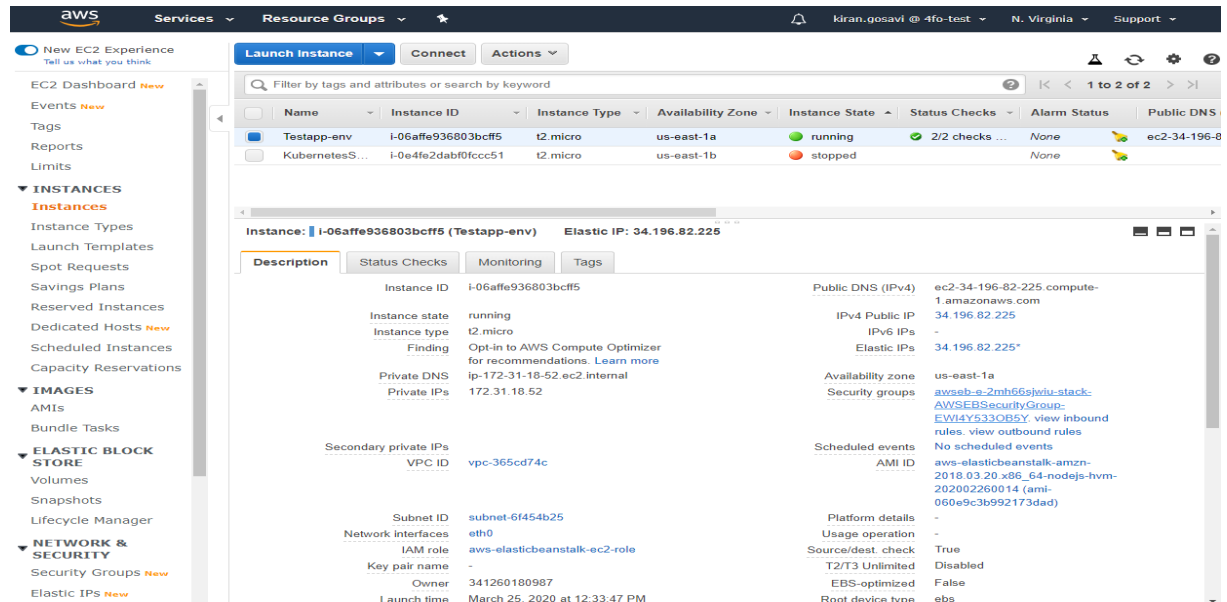 aws
Services
Resource Groups
kiran.gosavi @ 4fo-test
N. Virginia
Support
New EC2 Experience
Tell us what you think
EC2 Dashboard New
Events New
Tags
Reports
Limits
INSTANCES
Instances
Instance Types
Launch Templates
Spot Requests
Savings Plans
Reserved Instances
Dedicated Hosts New
Scheduled Instances
Capacity Reservations
IMAGES
AMIs
Bundle Tasks
ELASTIC BLOCK
STORE
Volumes
Snapshots
Lifecycle Manager
NETWORK &
SECURITY
Security Groups New
Elastic IPs New
Launch Instance
Connect
Actions
Filter by tags and attributes or search by keyword
1 to 2 of 2
Name Instance ID Instance Type Availability Zone Instance State Status Checks Alarm Status Public DNS
Testapp-env i-06affe936803bcff5 t2.micro us-east-1a running 2/2 checks ... None ec2-34-196-8
KubernetesS... i-0e4fe2dabf0fccc51 t2.micro us-east-1b stopped None
Instance: i-06affe936803bcff5 (Testapp-env) Elastic IP: 34.196.82.225
Description Status Checks Monitoring Tags
Instance ID i-06affe936803bcff5
Instance state running
Instance type t2.micro
Finding Opt-in to AWS Compute Optimizer
for recommendations. Learn more
Private DNS ip-172-31-18-52.ec2.internal
Private IPs 172.31.18.52
Secondary private IPs
VPC ID vpc-365cd74c
Subnet ID subnet-6f454b25
Network interfaces eth0
IAM role aws-elasticbeanstalk-ec2-role
Key pair name -
Owner 341260180987
Launch time March 25, 2020 at 12:33:47 PM
Public DNS (IPv4) ec2-34-196-82-225.compute-
1.amazonaws.com
IPv4 Public IP 34.196.82.225
IPv6 IPs -
Elastic IPs 34.196.82.225*
Availability zone us-east-1a
Security groups awseb-e-2mh66sjwiu-stack-
AWSEBSecurityGroup-
EWI4Y533OB5Y. view inbound
rules. view outbound rules
Scheduled events No scheduled events
AMI ID aws-elasticbeanstalk-amzn-
2018.03.20.x86_64-nodejs-hvm-
202002260014 (ami-
060e9c3b992173dad)
Platform details -
Usage operation -
Source/dest. check True
T2/T3 Unlimited Disabled
EBS-optimized False
Root device type ebs